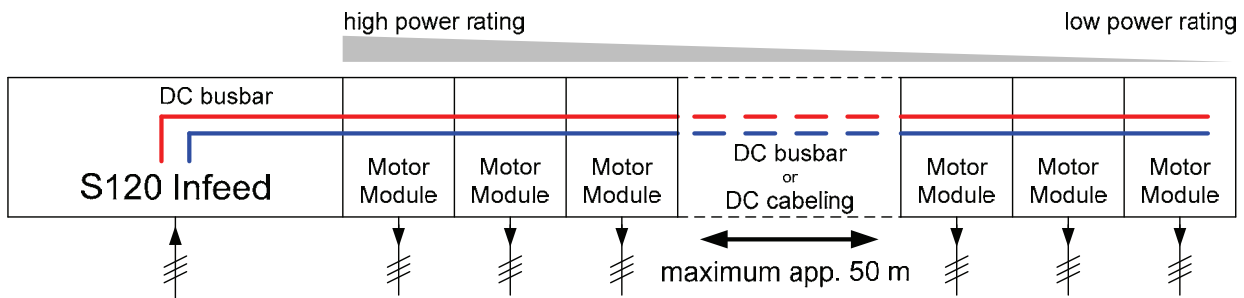 high power rating
low power rating
DC busbar
S120 Infeed
Motor
Module
Motor
Module
Motor
Module
DC busbar
or
DC cabeling
Motor
Module
Motor
Module
Motor
Module
maximum app. 50 m